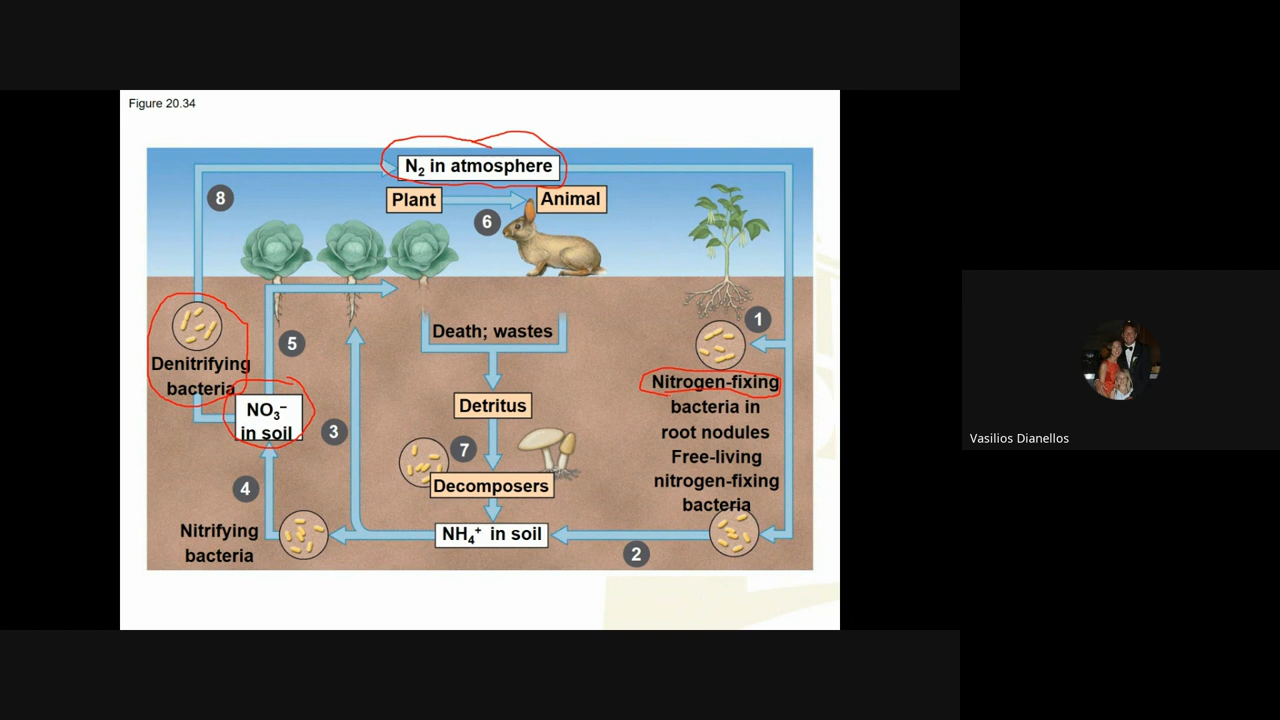 Figure 20.34
N2 in atmosphere
Plant
Animal
8
6
1
Death; wastes
5
Denitrifying
bacteria
Nitrogen-fixing
bacteria in
root nodules
Free-living
nitrogen-fixing
bacteria
NO3−
in soil
Detritus
3
7
Decomposers
4
Nitrifying
bacteria
NH4+ in soil
2
Vasilios Dianellos